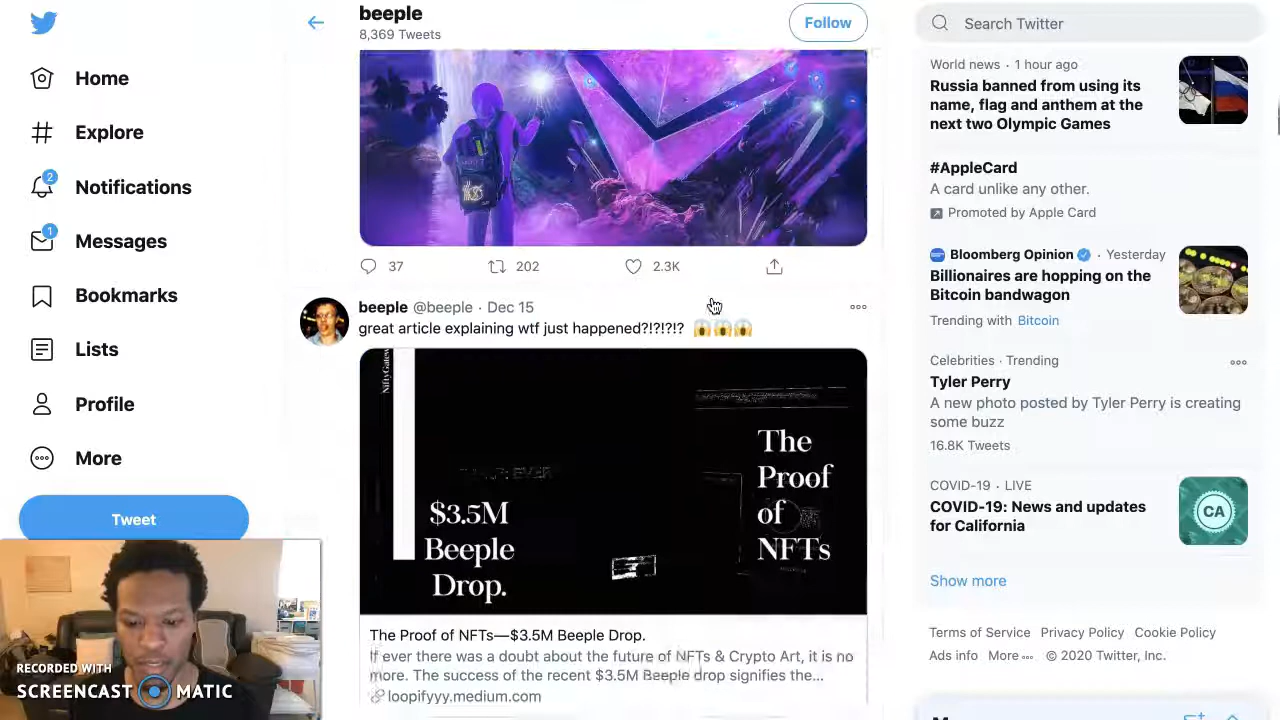 beeple
8,369 Tweets
Follow
Search Twitter
Home
Explore
2
Notifications
1
Messages
Bookmarks
Lists
Profile
More
Tweet
37
202
2.3K
beeple @beeple · Dec 15
great article explaining wtf just happened?!?!?!? 😱😱😱
$3.5M
Beeple
Drop.
The
Proof
of
NFTs
The Proof of NFTs—$3.5M Beeple Drop.
If ever there was a doubt about the future of NFTs & Crypto Art, it is no
more. The success of the recent $3.5M Beeple drop signifies the...
loopifyyy.medium.com
World news · 1 hour ago
Russia banned from using its
name, flag and anthem at the
next two Olympic Games
#AppleCard
A card unlike any other.
Promoted by Apple Card
Bloomberg Opinion · Yesterday
Billionaires are hopping on the
Bitcoin bandwagon
Trending with Bitcoin
Celebrities · Trending
Tyler Perry
A new photo posted by Tyler Perry is creating
some buzz
16.8K Tweets
COVID-19 · LIVE
COVID-19: News and updates
for California
CA
Show more
Terms of Service Privacy Policy Cookie Policy
Ads info More ··· © 2020 Twitter, Inc.
RECORDED WITH
SCREENCAST MATIC